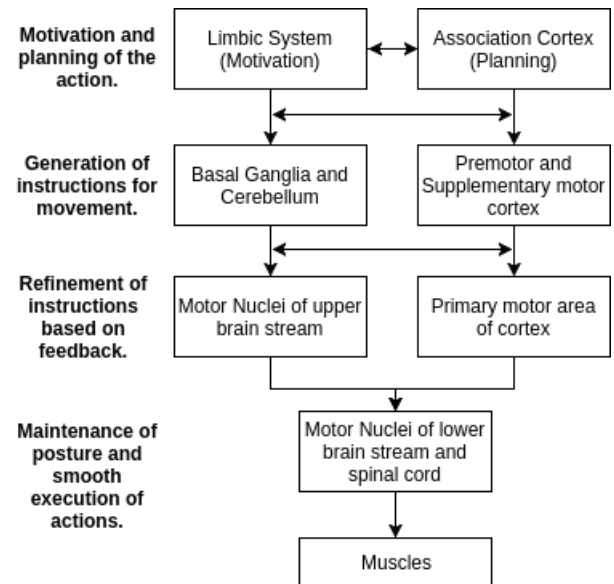 Motivation and
planning of the
action.
Limbic System
(Motivation)
Association Cortex
(Planning)
Generation of
instructions for
movement.
Basal Ganglia and
Cerebellum
Premotor and
Supplementary motor
cortex
Refinement of
instructions
based on
feedback.
Motor Nuclei of upper
brain stream
Primary motor area
of cortex
Maintenance of
posture and
smooth
execution of
actions.
Motor Nuclei of lower
brain stream and
spinal cord
Muscles